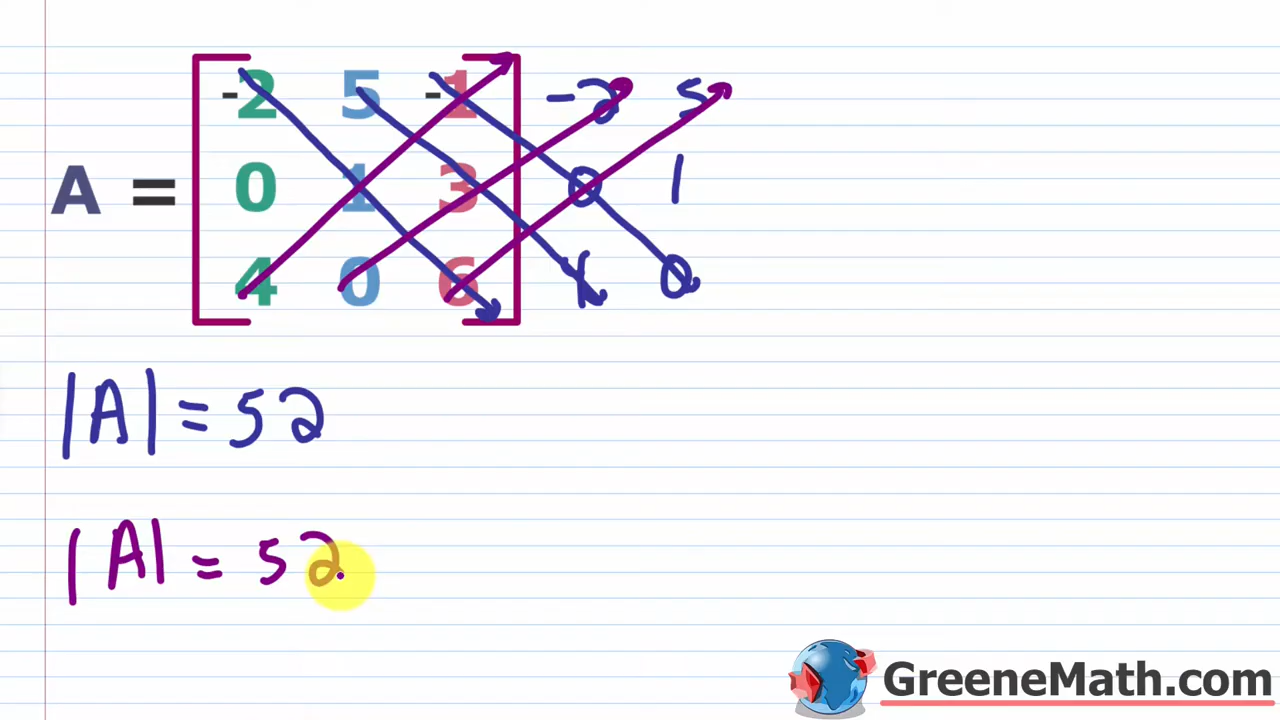 -2 5 -1 -2 5
A = 0 1 3 0 1
4 0 6 4 0
|A| = 52
|A| = 52
GreeneMath.com